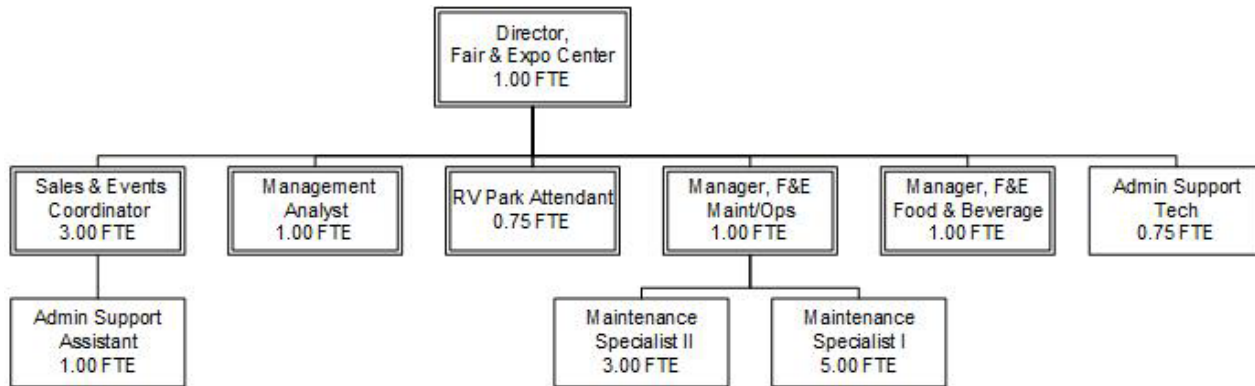 Director,
Fair & Expo Center
1.00 FTE
Sales & Events
Coordinator
3.00 FTE
Management
Analyst
1.00 FTE
RV Park Attendant
0.75 FTE
Manager, F&E
Maint/Ops
1.00 FTE
Manager, F&E
Food & Beverage
1.00 FTE
Admin Support
Tech
0.75 FTE
Admin Support
Assistant
1.00 FTE
Maintenance
Specialist II
3.00 FTE
Maintenance
Specialist I
5.00 FTE